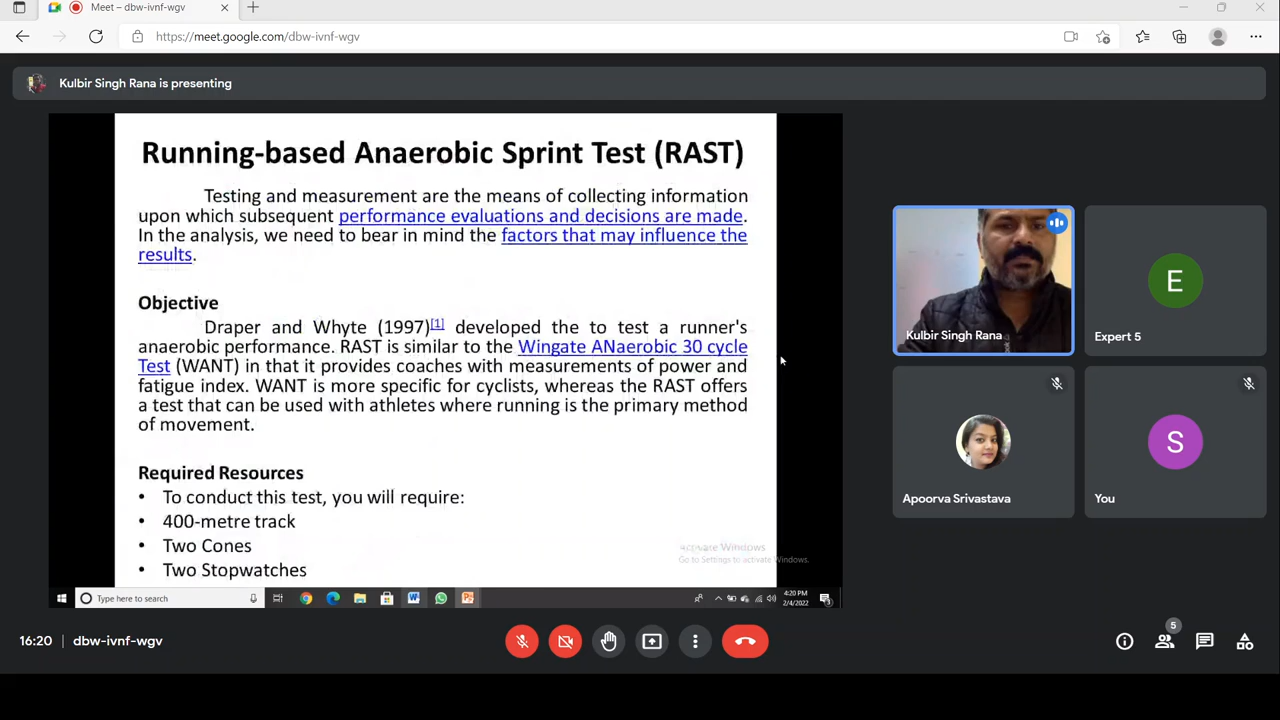 Meet – dbw-ivnf-wgv
https://meet.google.com/dbw-ivnf-wgv
Kulbir Singh Rana is presenting
Running-based Anaerobic Sprint Test (RAST)
Testing and measurement are the means of collecting information
upon which subsequent performance evaluations and decisions are made.
In the analysis, we need to bear in mind the factors that may influence the
results.
Objective
Draper and Whyte (1997)[1] developed the to test a runner's
anaerobic performance. RAST is similar to the Wingate ANaerobic 30 cycle
Test (WANT) in that it provides coaches with measurements of power and
fatigue index. WANT is more specific for cyclists, whereas the RAST offers
a test that can be used with athletes where running is the primary method
of movement.
Required Resources
• To conduct this test, you will require:
• 400-metre track
• Two Cones
• Two Stopwatches
Activate Windows
Go to Settings to activate Windows.
Type here to search
4:20 PM
2/4/2022
Kulbir Singh Rana
E
Expert 5
Apoorva Srivastava
S
You
16:20 | dbw-ivnf-wgv
5